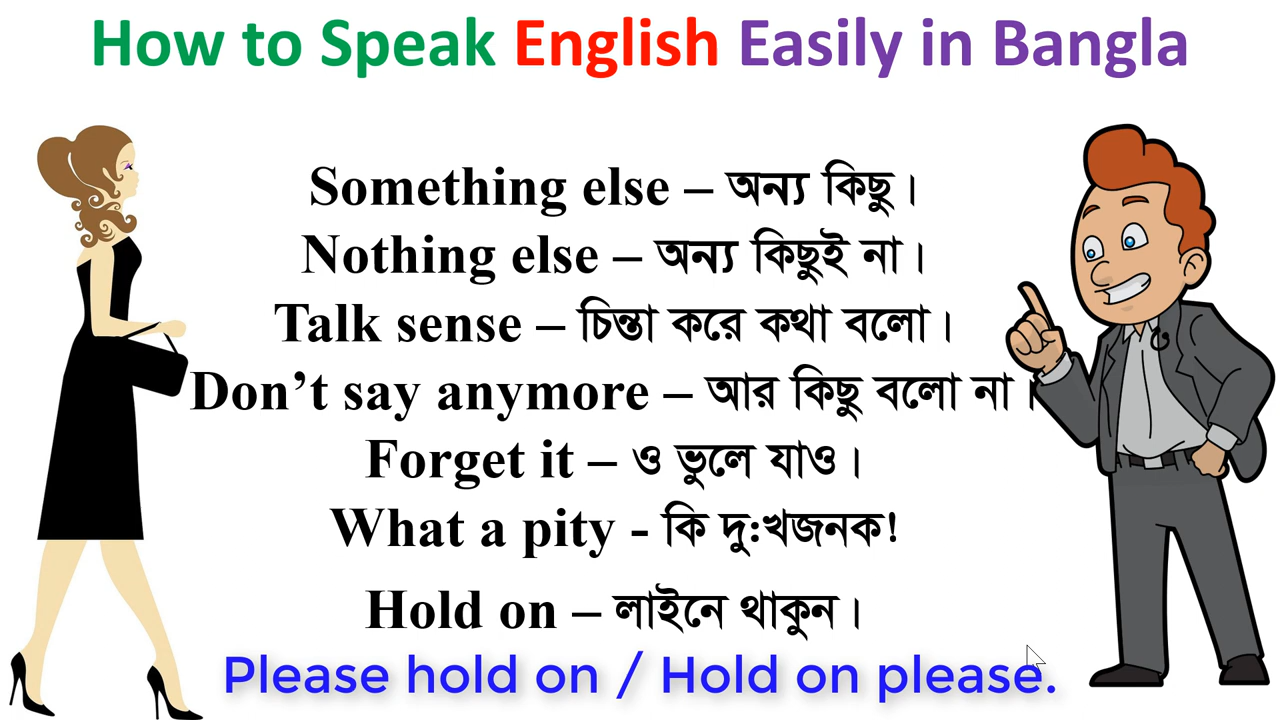 How to Speak English Easily in Bangla
Something else – অন্য কিছু।
Nothing else – অন্য কিছুই না।
Talk sense – চিন্তা করে কথা বলো।
Don’t say anymore – আর কিছু বলো না।
Forget it – ও ভুলে যাও।
What a pity - কি দু:খজনক!
Hold on – লাইনে থাকুন।
Please hold on / Hold on please.